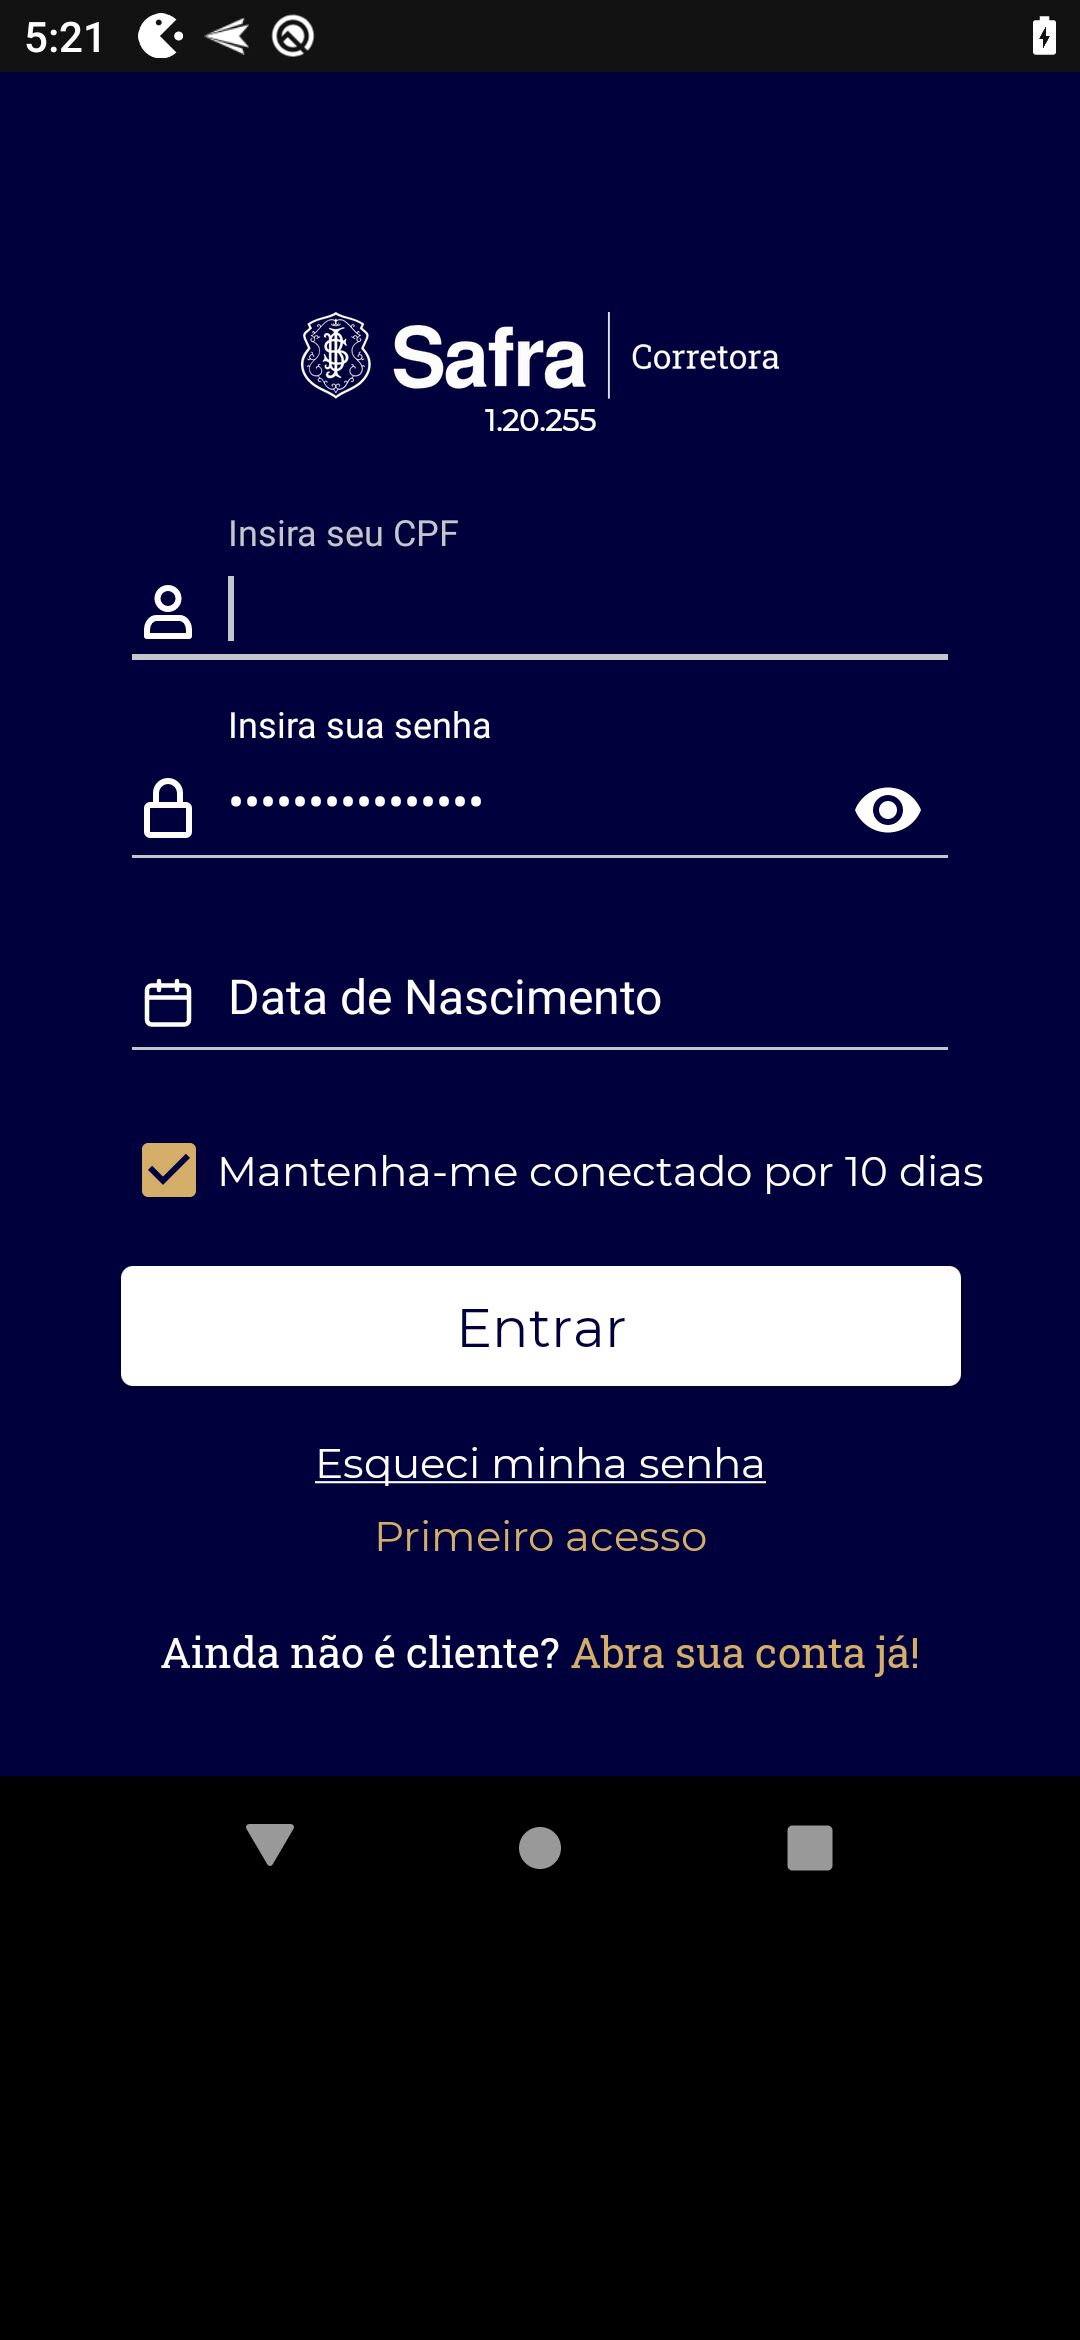 5:21
Safra Corretora
1.20.255
Insira seu CPF
Insira sua senha
••••••••••••••••
Data de Nascimento
Mantenha-me conectado por 10 dias
Entrar
Esqueci minha senha
Primeiro acesso
Ainda não é cliente? Abra sua conta já!